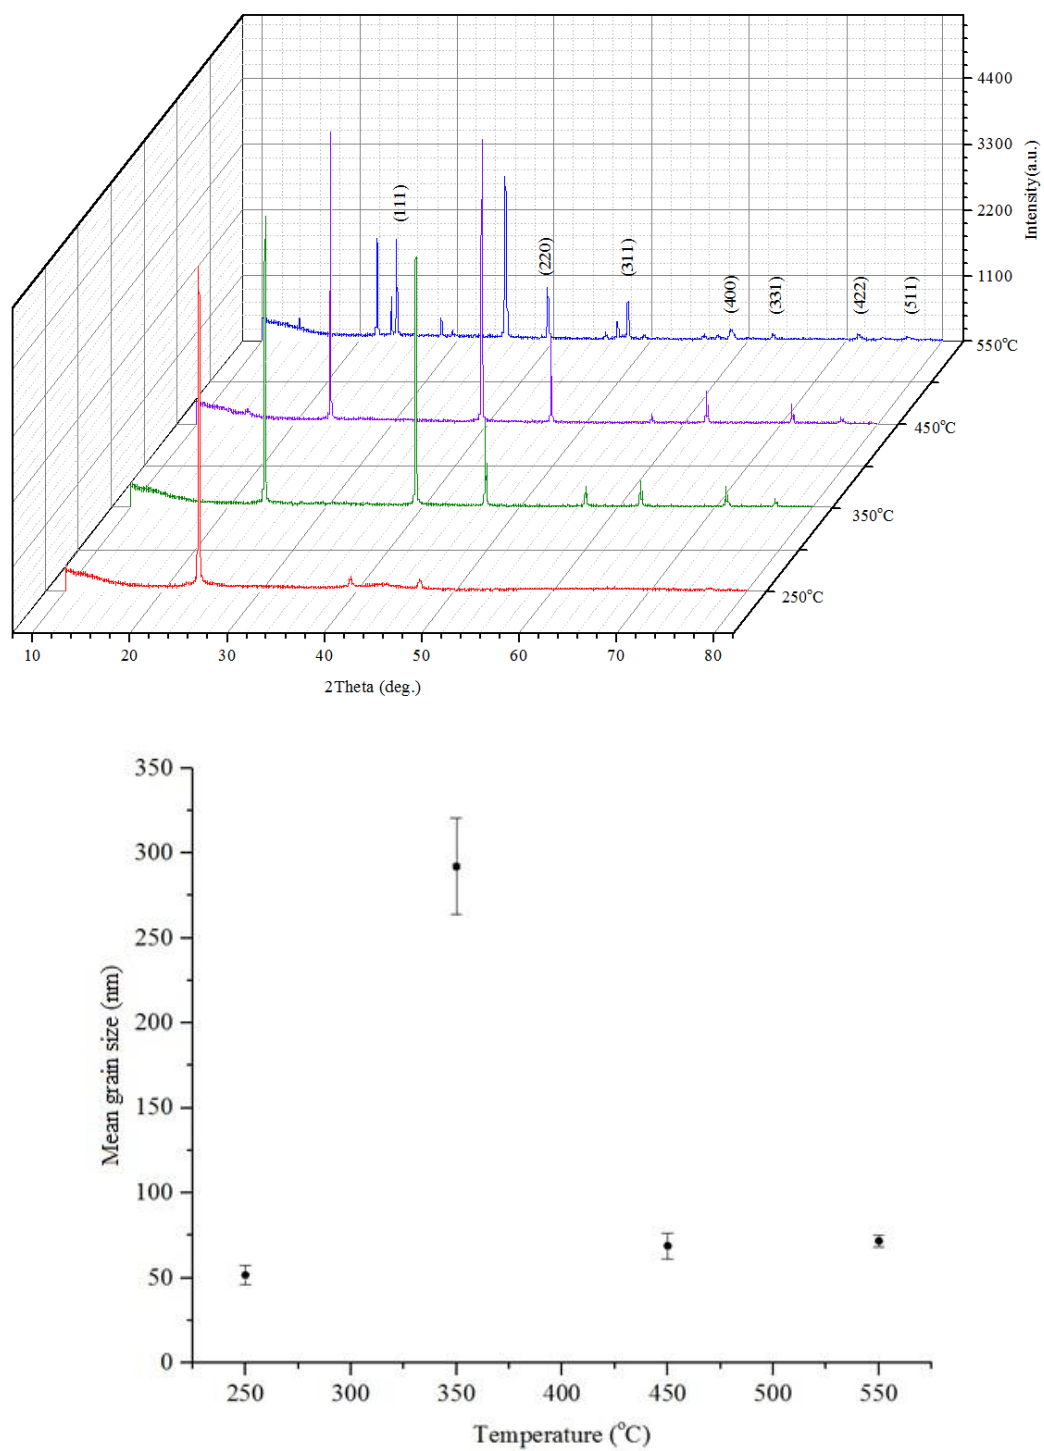 4400
3300
2200
1100
Intensity(a.u.)
(111)
(220)
(311)
(400)
(331)
(422)
(511)
550°C
450°C
350°C
250°C
10 20 30 40 50 60 70 80
2Theta (deg.)
350
300
250
200
150
100
50
0
Mean grain size (nm)
250 300 350 400 450 500 550
Temperature (°C)